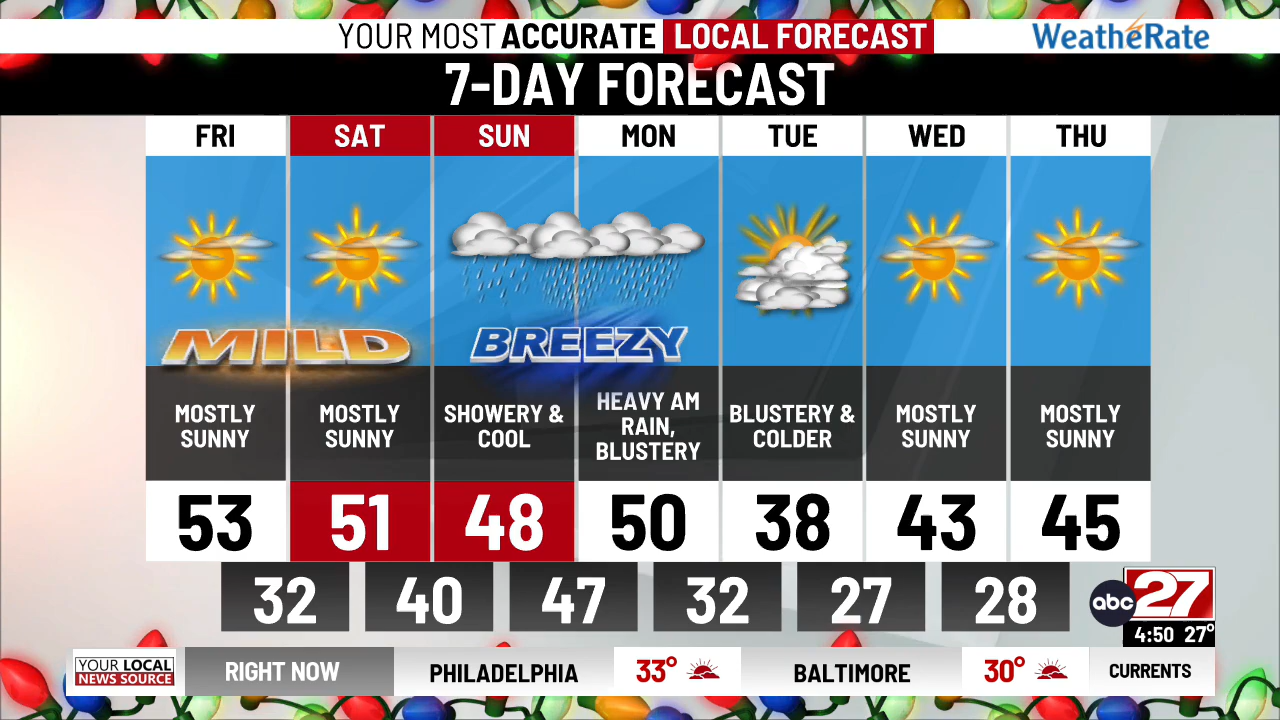 YOUR MOST ACCURATE LOCAL FORECAST
WeatheRate
7-DAY FORECAST
FRI SAT SUN MON TUE WED THU
MILD
BREEZY
MOSTLY
SUNNY
MOSTLY
SUNNY
SHOWERY &
COOL
HEAVY AM
RAIN,
BLUSTERY
BLUSTERY &
COLDER
MOSTLY
SUNNY
MOSTLY
SUNNY
53 51 48 50 38 43 45
32 40 47 32 27 28
abc 27
4:50 27°
YOUR LOCAL
NEWS SOURCE
RIGHT NOW PHILADELPHIA 33° BALTIMORE 30° CURRENTS